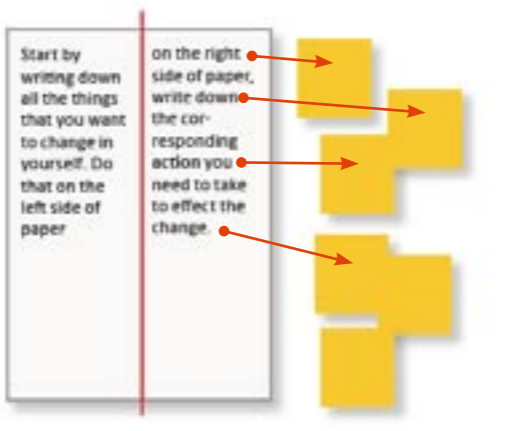 Start by
writing down
all the things
that you want
to change in
yourself. Do
that on the
left side of
paper
on the right
side of paper,
write down
the cor-
responding
action you
need to take
to effect the
change.